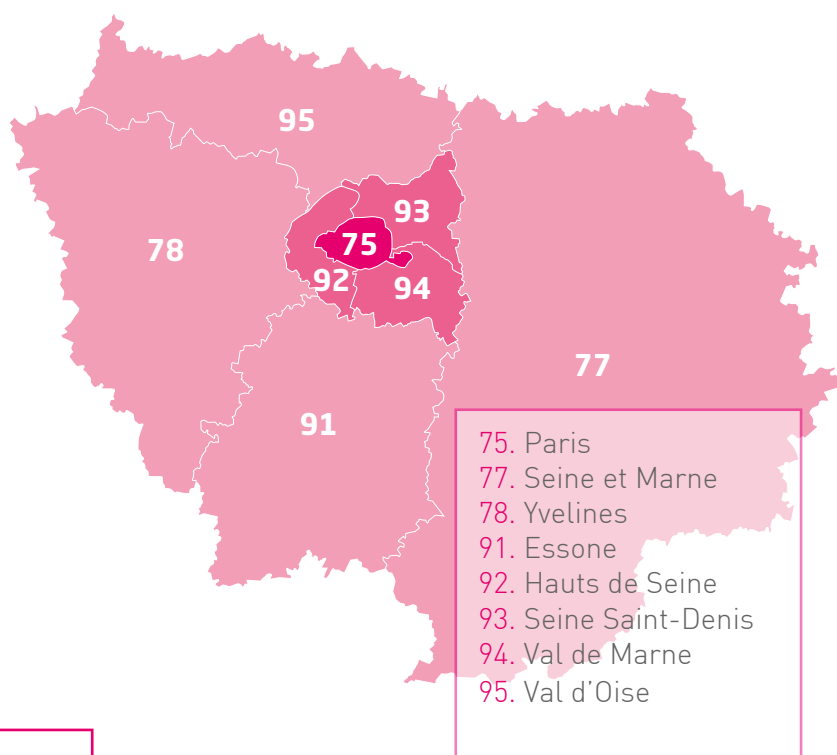 95
93
78
75
92
94
77
91
75. Paris
77. Seine et Marne
78. Yvelines
91. Essone
92. Hauts de Seine
93. Seine Saint-Denis
94. Val de Marne
95. Val d’Oise